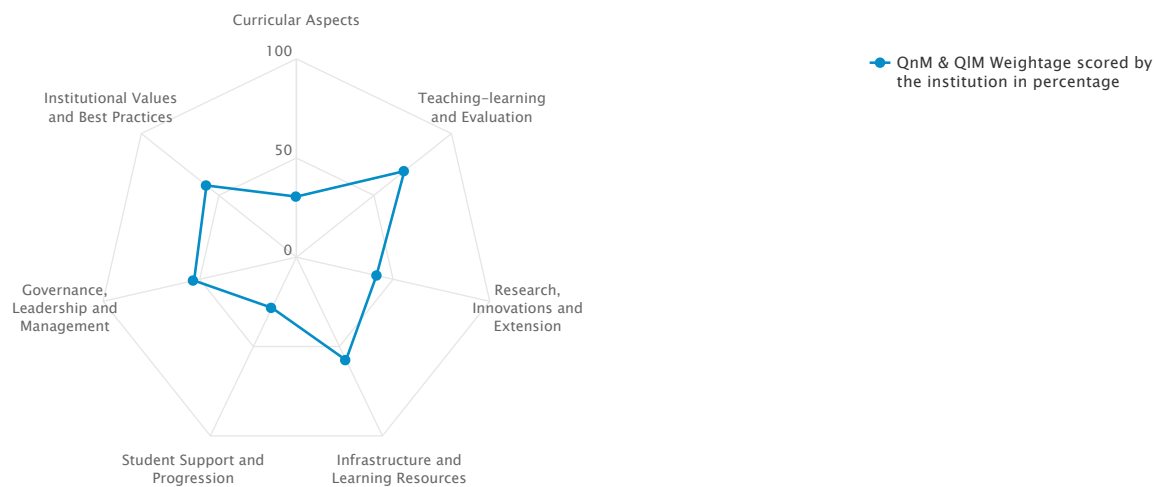 Curricular Aspects
100
QnM & QlM Weightage scored by
the institution in percentage
Institutional Values
and Best Practices
Teaching-learning
and Evaluation
50
0
Governance,
Leadership and
Management
Research,
Innovations and
Extension
Student Support and
Progression
Infrastructure and
Learning Resources